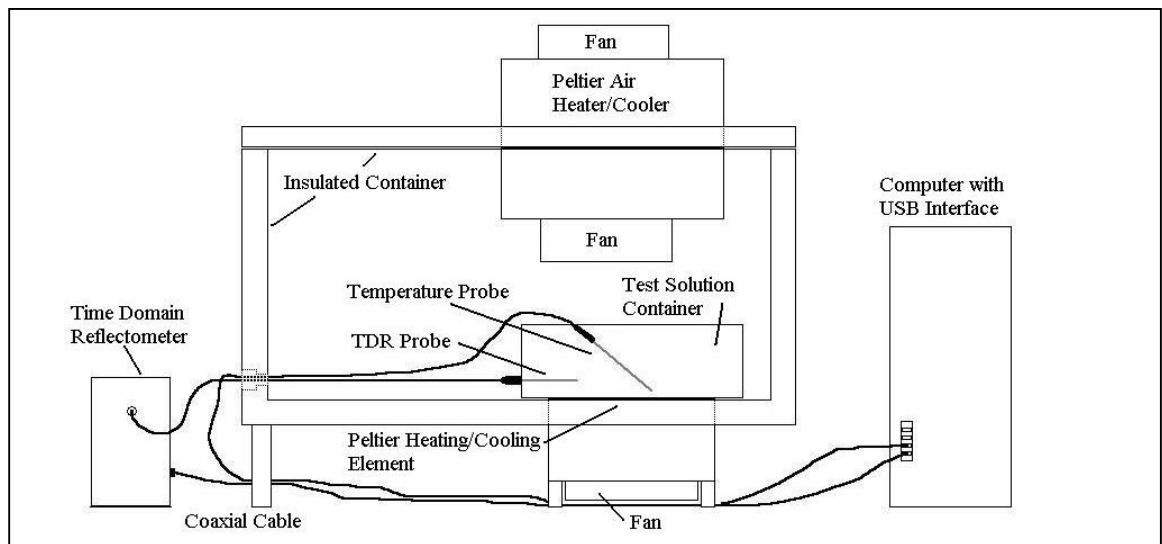 Fan
Peltier Air
Heater/Cooler
Insulated Container
Computer with
USB Interface
Fan
Test Solution
Container
Temperature Probe
Time Domain
Reflectometer
TDR Probe
Peltier Heating/Cooling
Element
Coaxial Cable
Fan